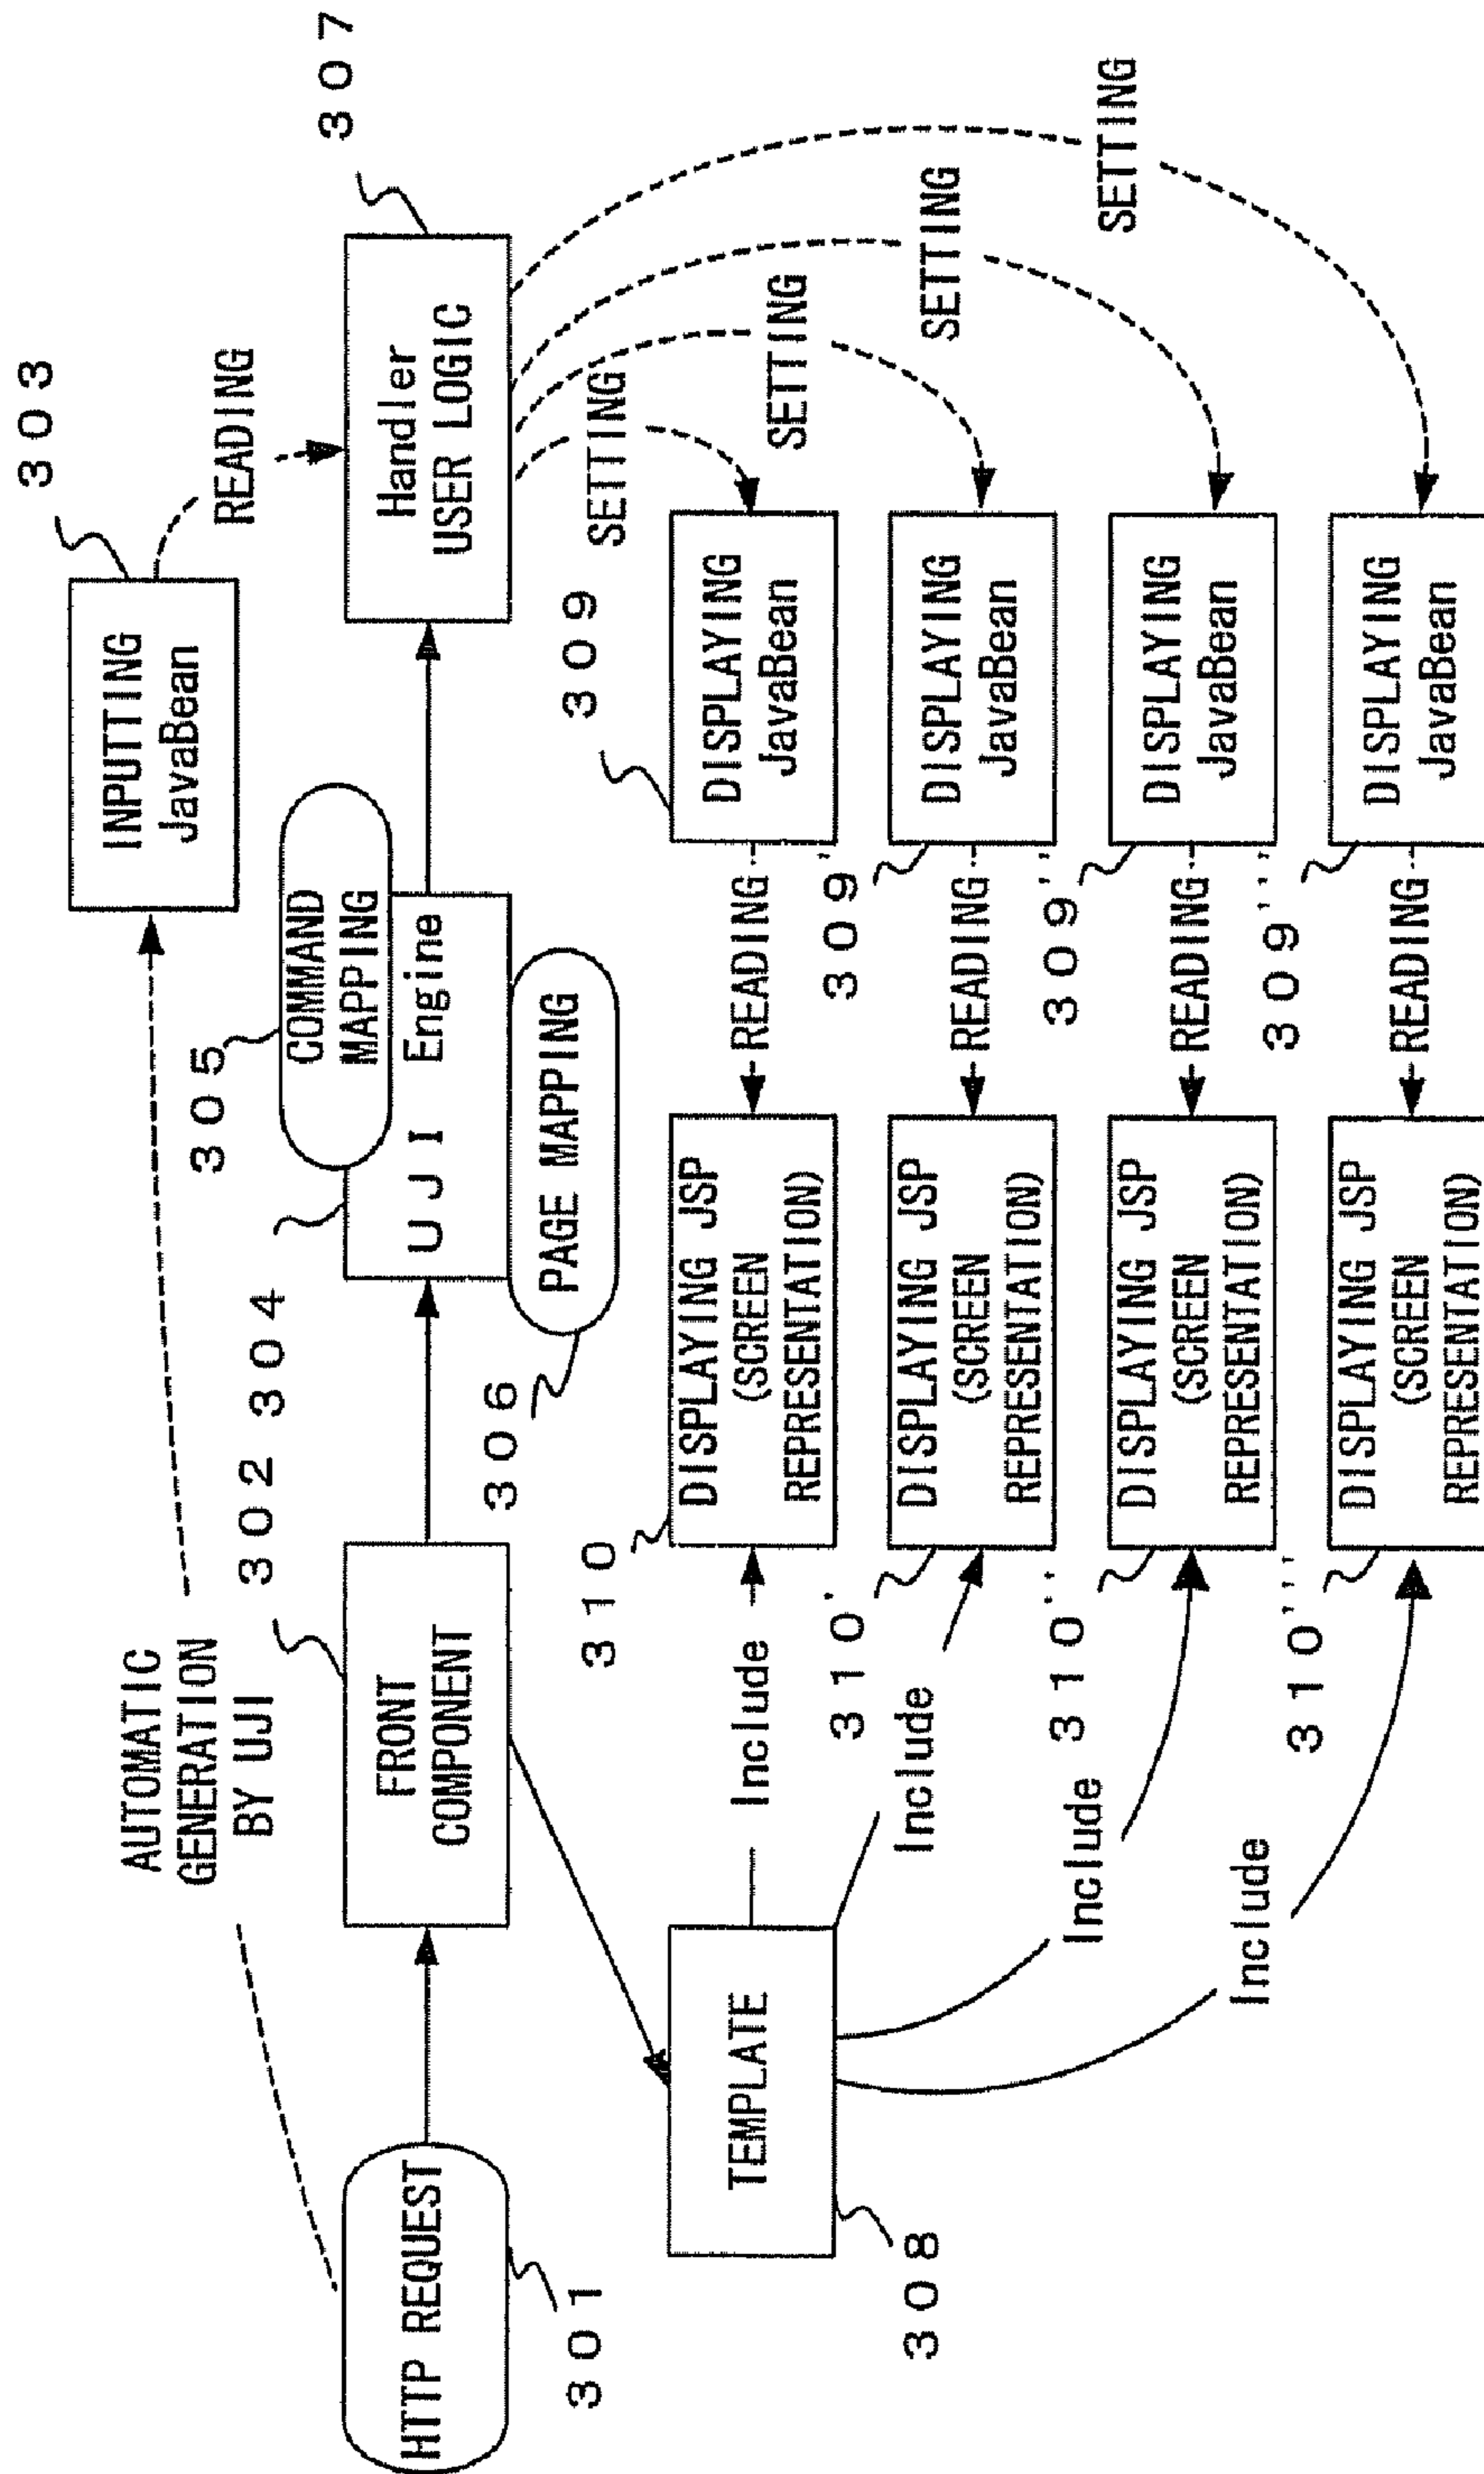 303
307
INPUTTING
JavaBean
READING
AUTOMATIC
GENERATION
BY UJI
302
304
305
COMMAND
MAPPING
HTTP REQUEST
FRONT
COMPONENT
UJI Engine
Handler
USER LOGIC
301
306
PAGE MAPPING
309
SETTING
SETTING
SETTING
SETTING
310
TEMPLATE
Include
DISPLAYING JSP
(SCREEN
REPRESENTATION)
READING
DISPLAYING
JavaBean
308
310'
309'
Include
DISPLAYING JSP
(SCREEN
REPRESENTATION)
READING
DISPLAYING
JavaBean
310''
309''
Include
DISPLAYING JSP
(SCREEN
REPRESENTATION)
READING
DISPLAYING
JavaBean
310'''
309'''
Include
DISPLAYING JSP
(SCREEN
REPRESENTATION)
READING
DISPLAYING
JavaBean